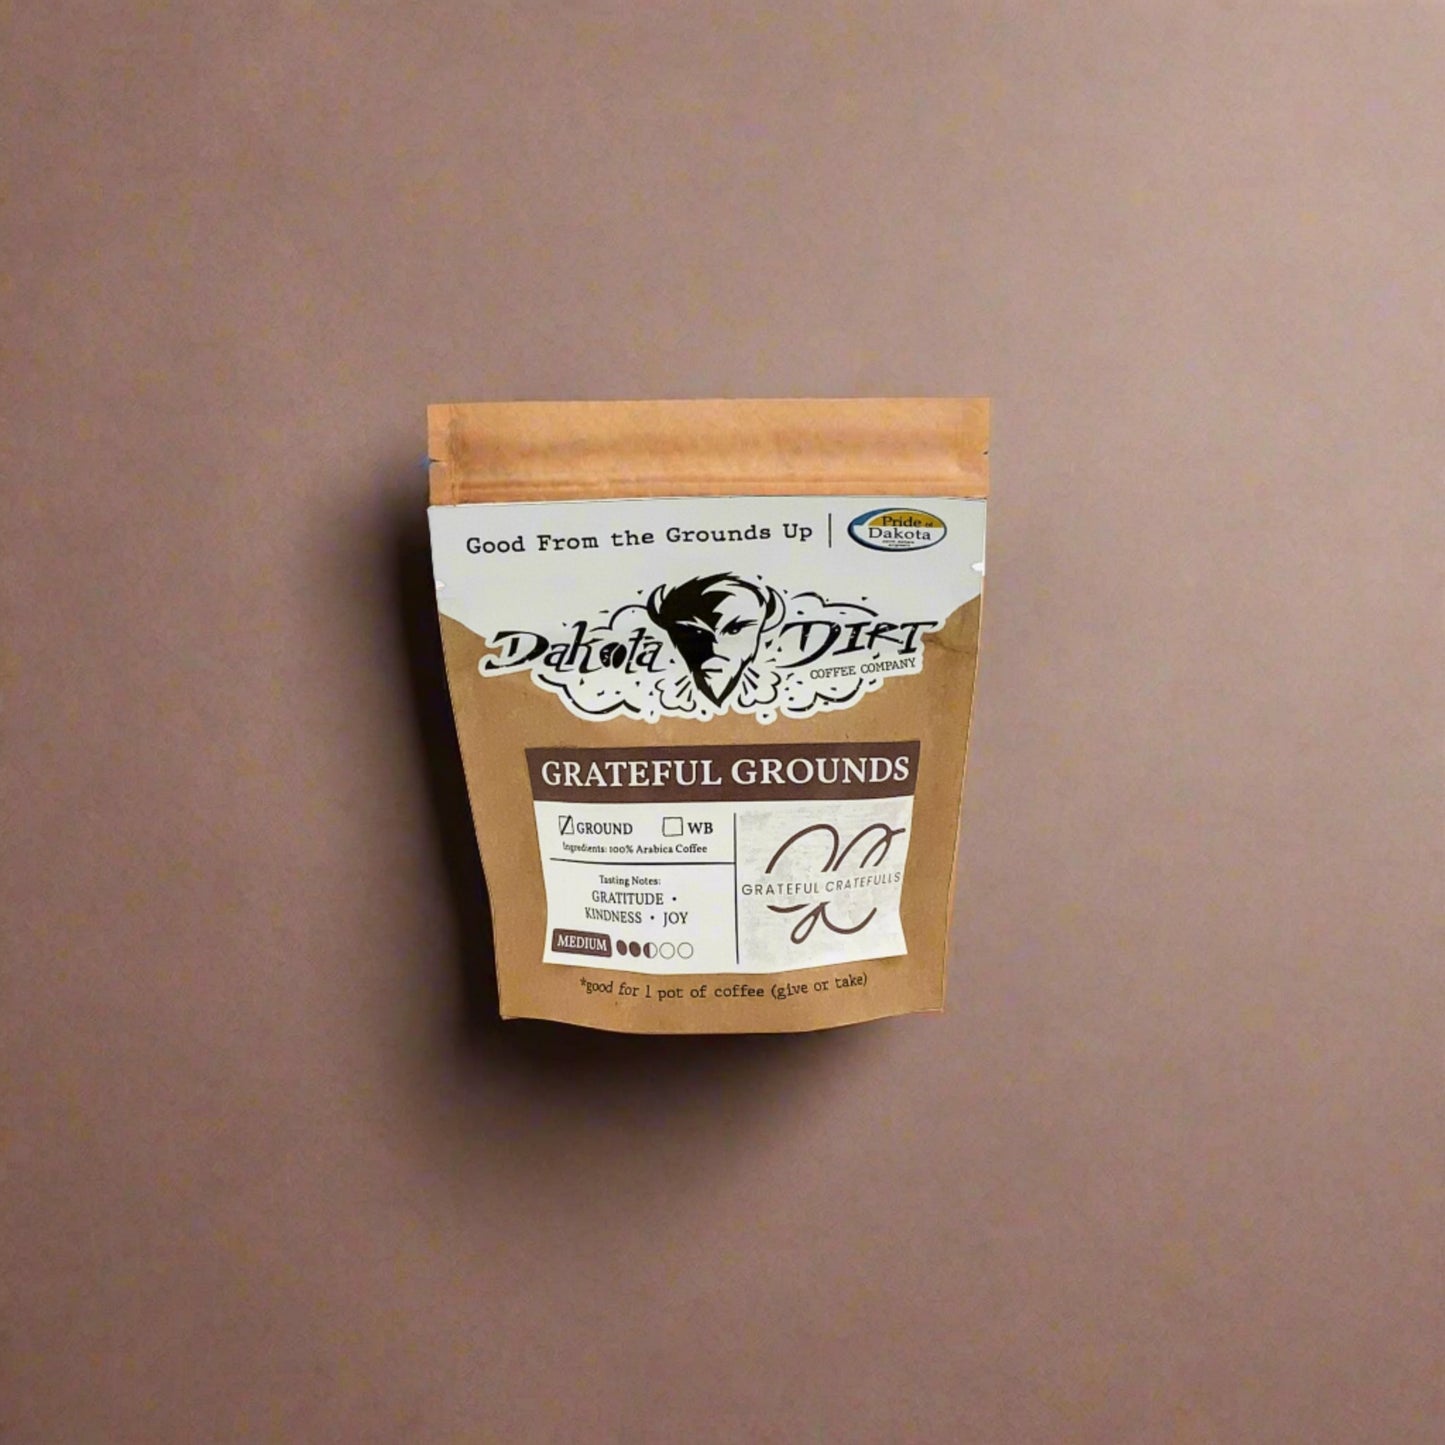 Good From the Grounds Up
Pride of
Dakota
Dakota DIRT
COFFEE COMPANY
GRATEFUL GROUNDS
GROUND WB
Ingredients: 100% Arabica Coffee
Tasting Notes:
GRATITUDE •
KINDNESS • JOY
MEDIUM
GRATEFUL CRATEFULLS
*good for 1 pot of coffee (give or take)